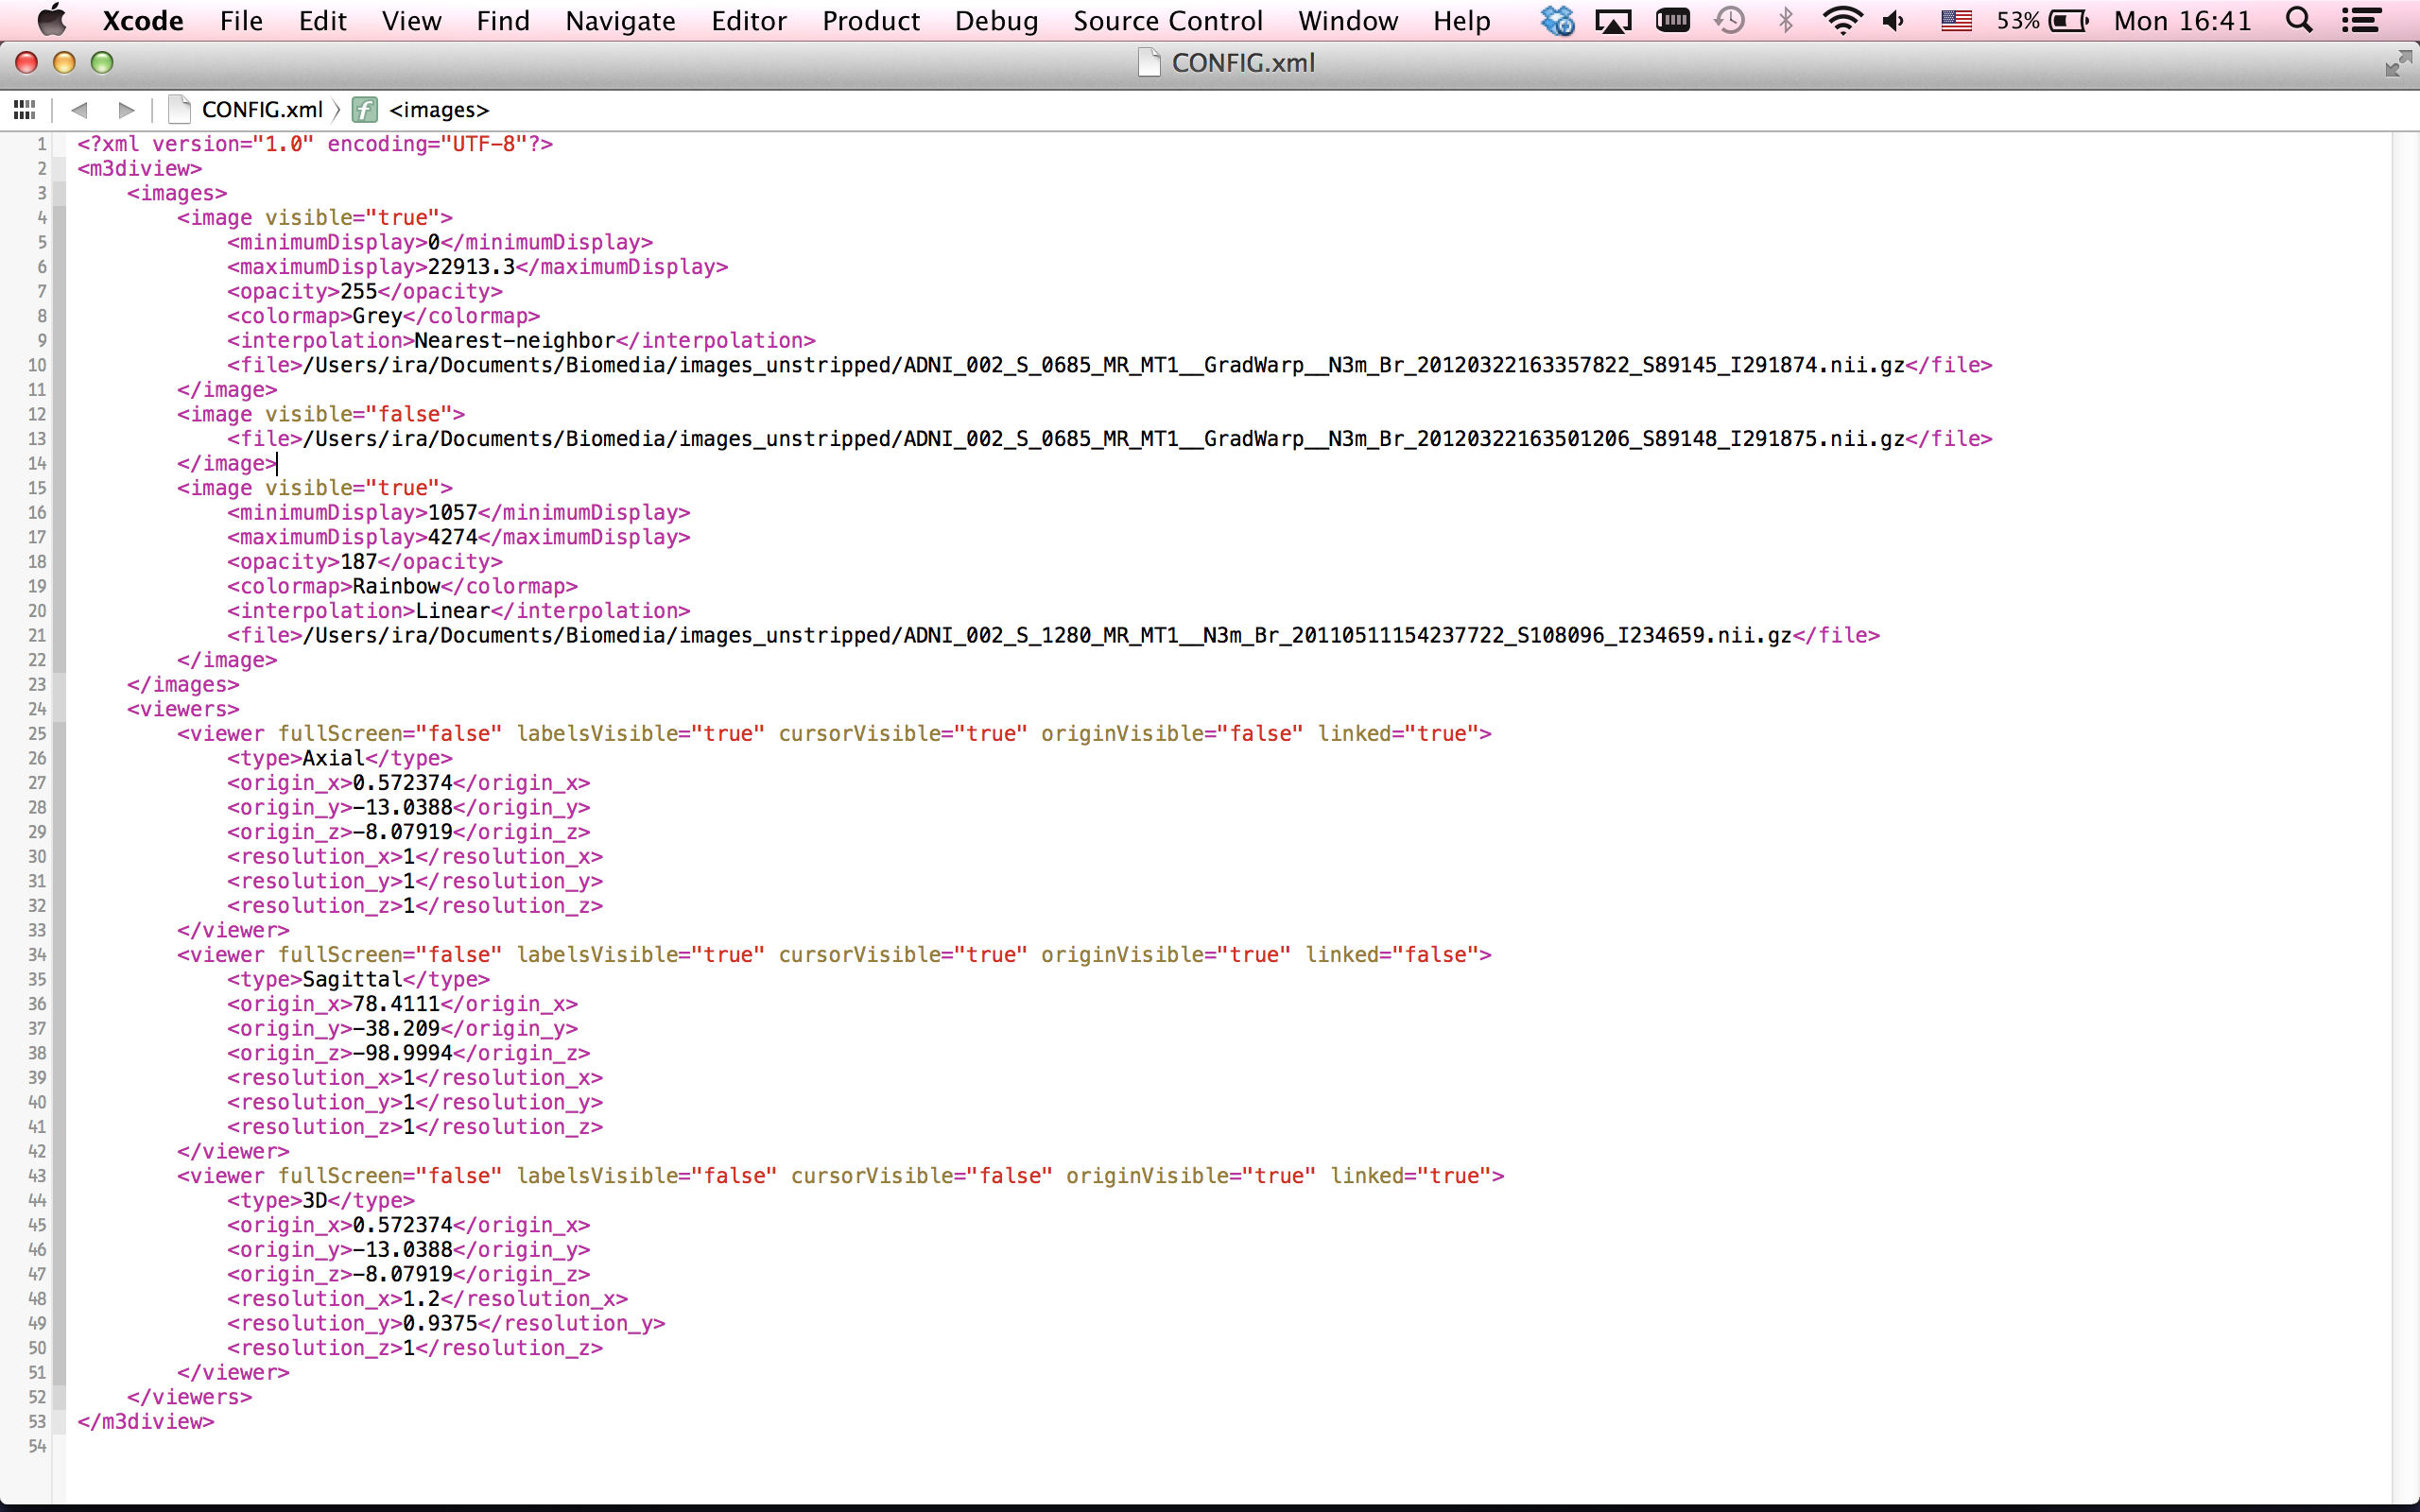 Xcode File Edit View Find Navigate Editor Product Debug Source Control Window Help 53% Mon 16:41
CONFIG.xml
CONFIG.xml f <images>
1 <?xml version="1.0" encoding="UTF-8"?>
2 <m3diview>
3 <images>
4 <image visible="true">
5 <minimumDisplay>0</minimumDisplay>
6 <maximumDisplay>22913.3</maximumDisplay>
7 <opacity>255</opacity>
8 <colormap>Grey</colormap>
9 <interpolation>Nearest-neighbor</interpolation>
10 <file>/Users/ira/Documents/Biomedia/images_unstripped/ADNI_002_S_0685_MR_MT1__GradWarp__N3m_Br_20120322163357822_S89145_I291874.nii.gz</file>
11 </image>
12 <image visible="false">
13 <file>/Users/ira/Documents/Biomedia/images_unstripped/ADNI_002_S_0685_MR_MT1__GradWarp__N3m_Br_20120322163501206_S89148_I291875.nii.gz</file>
14 </image>
15 <image visible="true">
16 <minimumDisplay>1057</minimumDisplay>
17 <maximumDisplay>4274</maximumDisplay>
18 <opacity>187</opacity>
19 <colormap>Rainbow</colormap>
20 <interpolation>Linear</interpolation>
21 <file>/Users/ira/Documents/Biomedia/images_unstripped/ADNI_002_S_1280_MR_MT1__N3m_Br_20110511154237722_S108096_I234659.nii.gz</file>
22 </image>
23 </images>
24 <viewers>
25 <viewer fullScreen="false" labelsVisible="true" cursorVisible="true" originVisible="false" linked="true">
26 <type>Axial</type>
27 <origin_x>0.572374</origin_x>
28 <origin_y>-13.0388</origin_y>
29 <origin_z>-8.07919</origin_z>
30 <resolution_x>1</resolution_x>
31 <resolution_y>1</resolution_y>
32 <resolution_z>1</resolution_z>
33 </viewer>
34 <viewer fullScreen="false" labelsVisible="true" cursorVisible="true" originVisible="true" linked="false">
35 <type>Sagittal</type>
36 <origin_x>78.4111</origin_x>
37 <origin_y>-38.209</origin_y>
38 <origin_z>-98.9994</origin_z>
39 <resolution_x>1</resolution_x>
40 <resolution_y>1</resolution_y>
41 <resolution_z>1</resolution_z>
42 </viewer>
43 <viewer fullScreen="false" labelsVisible="false" cursorVisible="false" originVisible="true" linked="true">
44 <type>3D</type>
45 <origin_x>0.572374</origin_x>
46 <origin_y>-13.0388</origin_y>
47 <origin_z>-8.07919</origin_z>
48 <resolution_x>1.2</resolution_x>
49 <resolution_y>0.9375</resolution_y>
50 <resolution_z>1</resolution_z>
51 </viewer>
52 </viewers>
53 </m3diview>
54